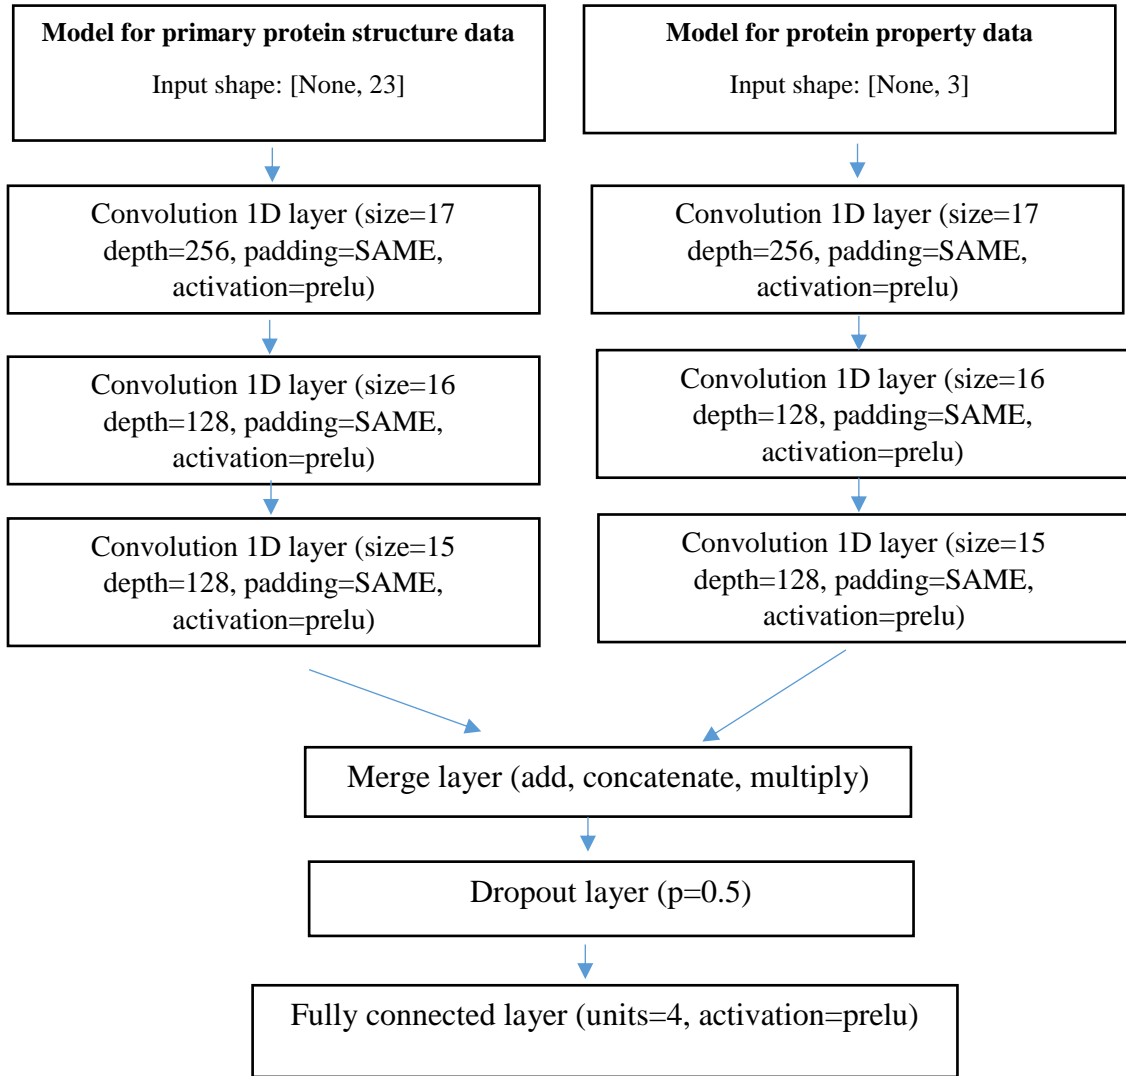 Model for primary protein structure data
Input shape: [None, 23]
Model for protein property data
Input shape: [None, 3]
Convolution 1D layer (size=17
depth=256, padding=SAME,
activation=prelu)
Convolution 1D layer (size=17
depth=256, padding=SAME,
activation=prelu)
Convolution 1D layer (size=16
depth=128, padding=SAME,
activation=prelu)
Convolution 1D layer (size=16
depth=128, padding=SAME,
activation=prelu)
Convolution 1D layer (size=15
depth=128, padding=SAME,
activation=prelu)
Convolution 1D layer (size=15
depth=128, padding=SAME,
activation=prelu)
Merge layer (add, concatenate, multiply)
Dropout layer (p=0.5)
Fully connected layer (units=4, activation=prelu)